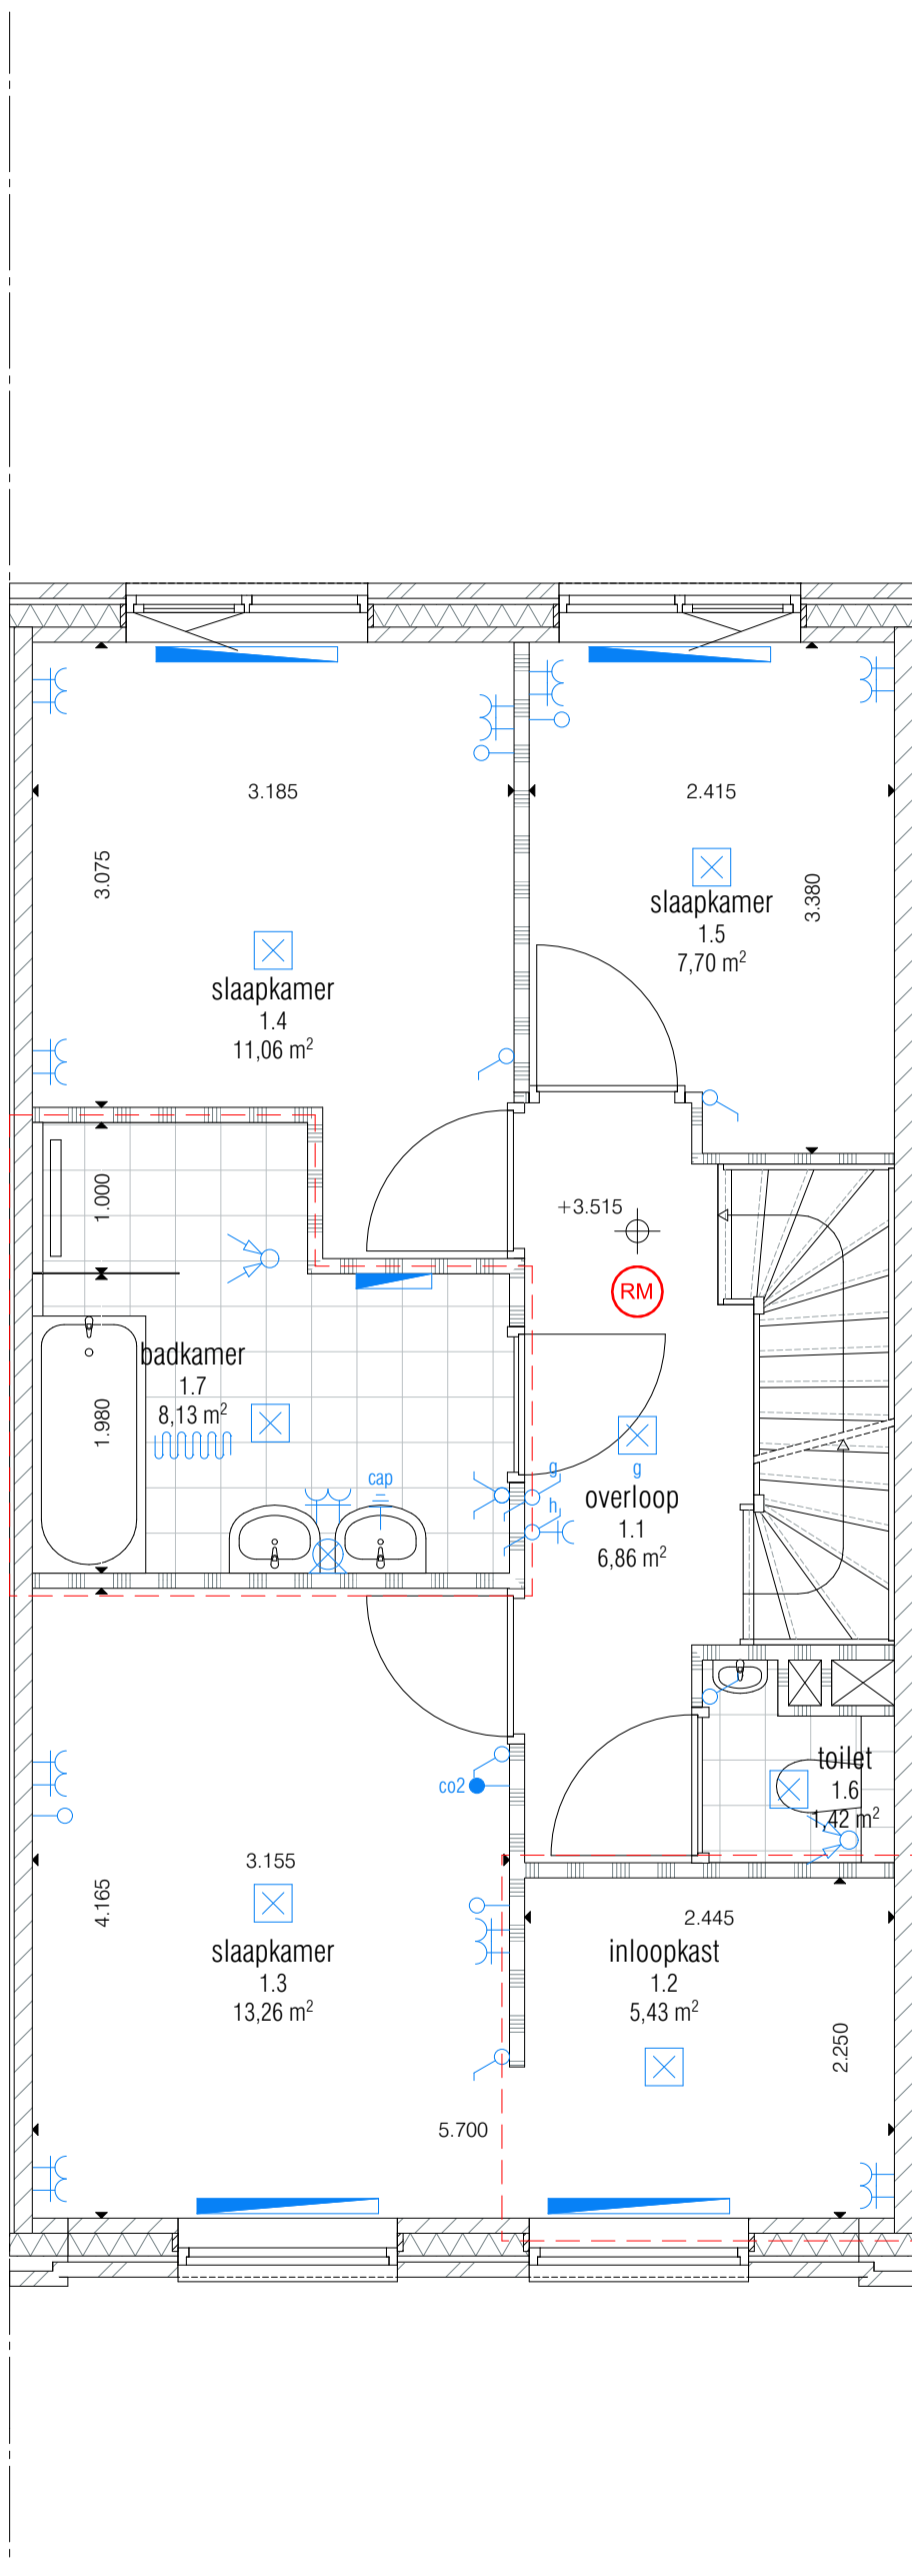 3.185
2.415
3.075
3.380
slaapkamer
1.5
7,70 m²
slaapkamer
1.4
11,06 m²
1.000
+3.515
RM
badkamer
1.7
8,13 m²
1.980
cap
g
h
g
overloop
1.1
6,86 m²
toilet
1.6
1,42 m²
co2
3.155
4.165
2.445
slaapkamer
1.3
13,26 m²
inloopkast
1.2
5,43 m²
2.250
5.700